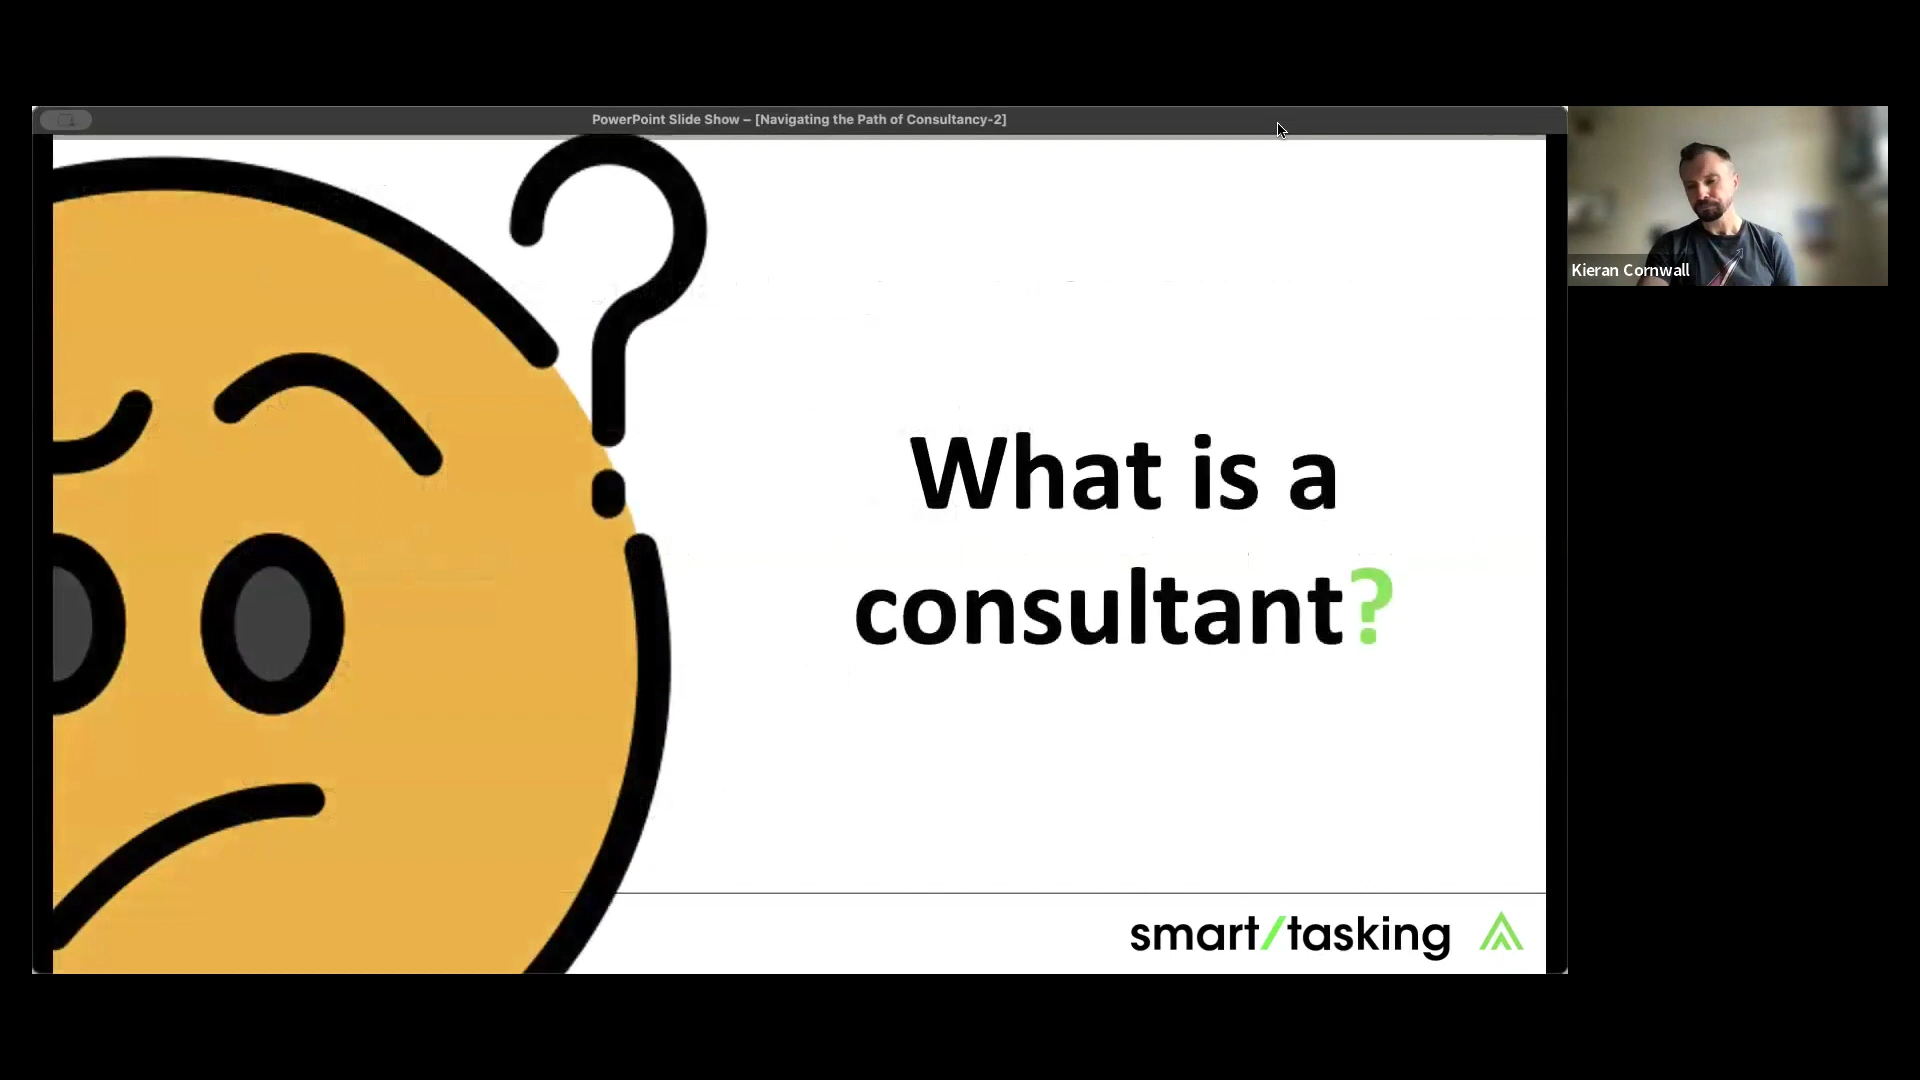 PowerPoint Slide Show – [Navigating the Path of Consultancy-2]
Kieran Cornwall
What is a
consultant?
smart/tasking